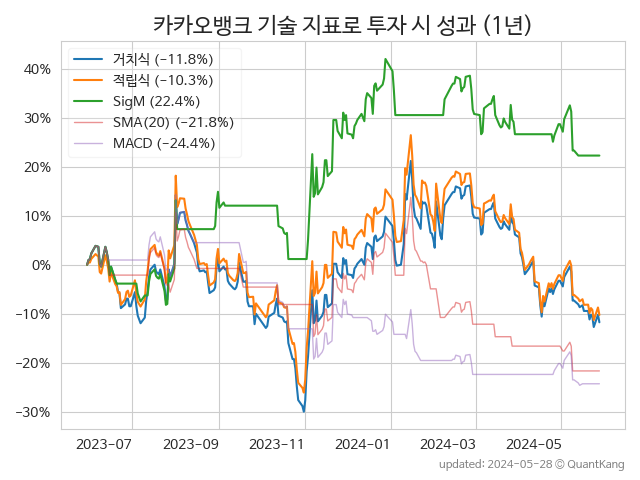 카카오뱅크 기술 지표로 투자 시 성과 (1년)
거치식 (−11.8%)
적립식 (−10.3%)
SigM (22.4%)
SMA(20) (−21.8%)
MACD (−24.4%)
40%
30%
20%
10%
0%
−10%
−20%
−30%
2023-07 2023-09 2023-11 2024-01 2024-03 2024-05
updated: 2024-05-28 ⓒ QuantKang